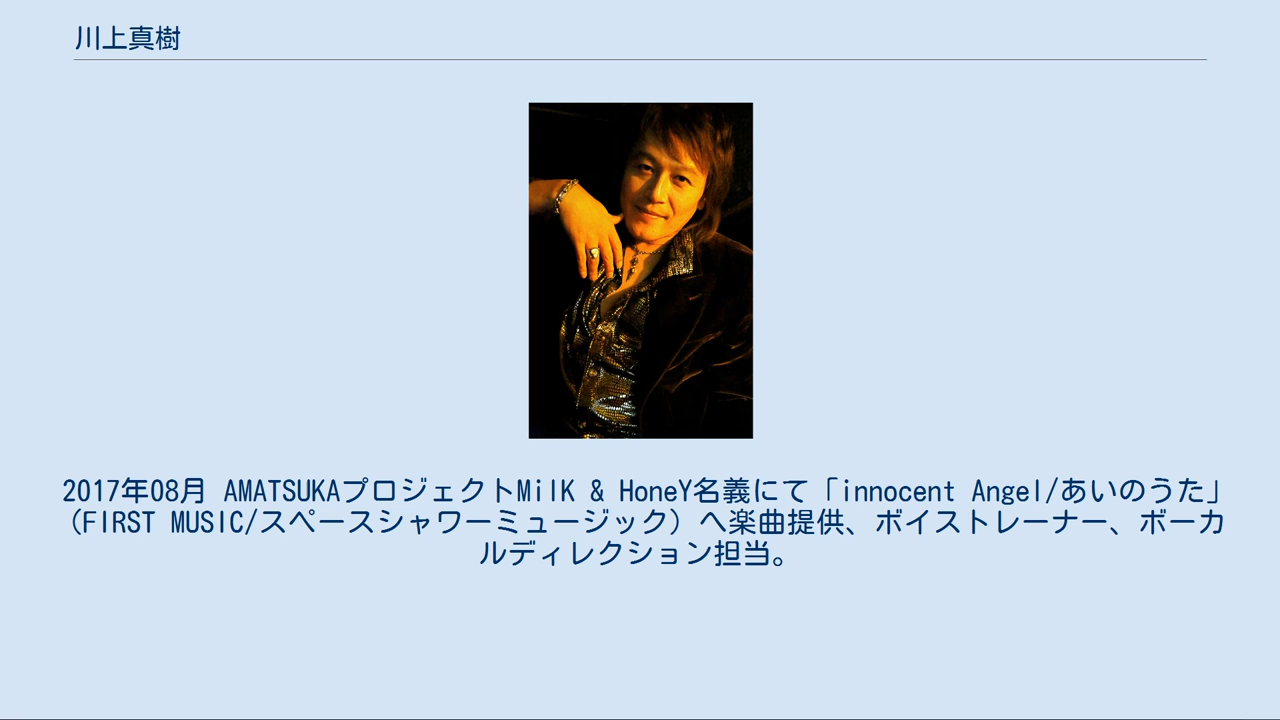 川上真樹
2017年08月 AMATSUKAプロジェクトMilK & HoneY名義にて「innocent Angel/あいのうた」
（FIRST MUSIC/スペースシャワーミュージック）へ楽曲提供、ボイストレーナー、ボーカ
ルディレクション担当。